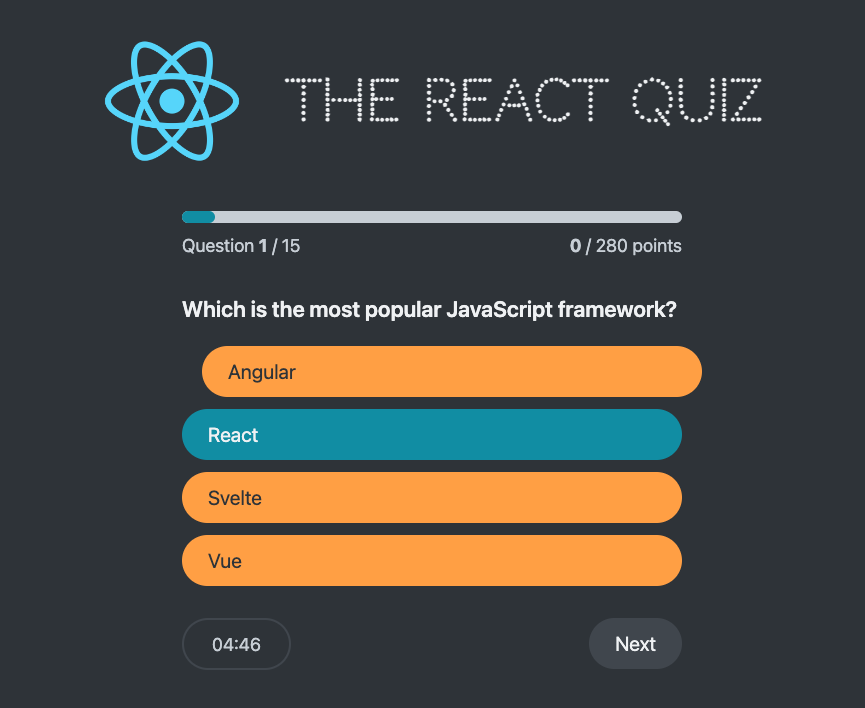 THE REACT QUIZ
Question 1 / 15
0 / 280 points
Which is the most popular JavaScript framework?
Angular
React
Svelte
Vue
04:46
Next